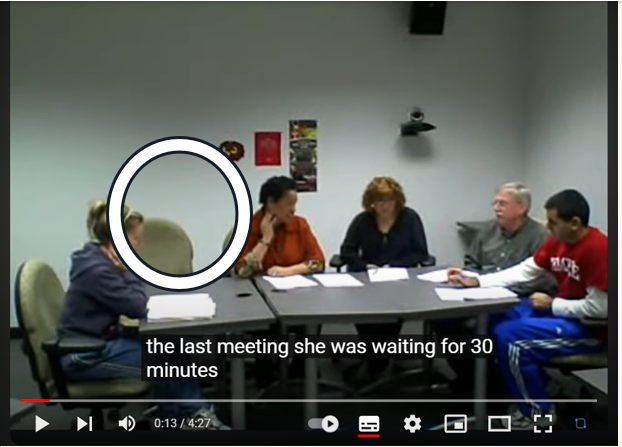 the last meeting she was waiting for 30
minutes
0:13 / 4:27